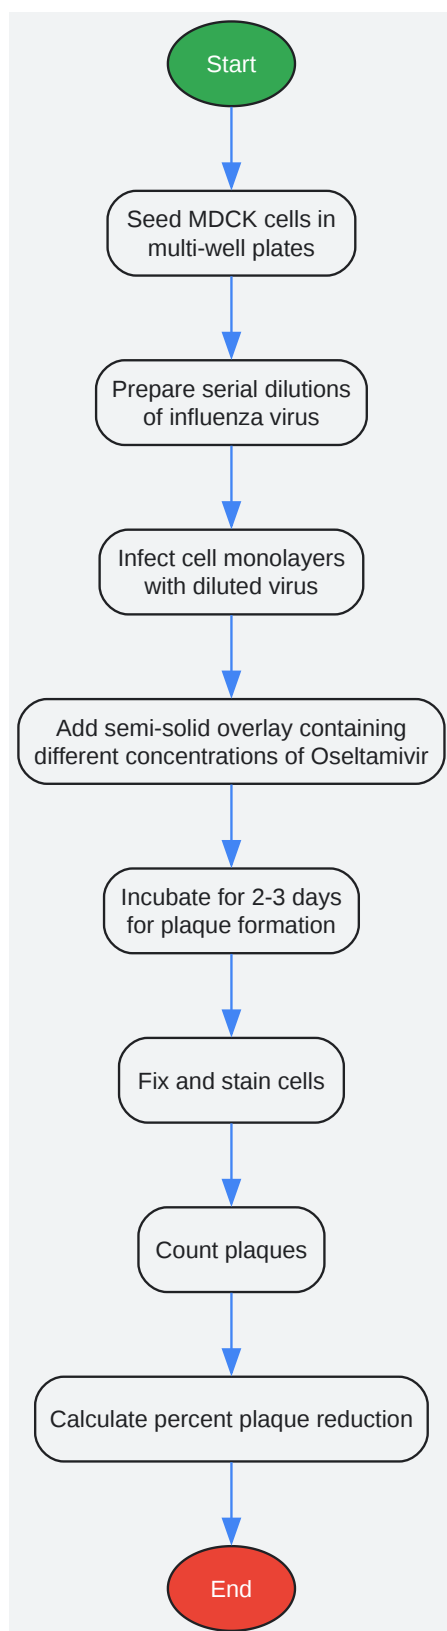 Start
Seed MDCK cells in
multi-well plates
Prepare serial dilutions
of influenza virus
Infect cell monolayers
with diluted virus
Add semi-solid overlay containing
different concentrations of Oseltamivir
Incubate for 2-3 days
for plaque formation
Fix and stain cells
Count plaques
Calculate percent plaque reduction
End